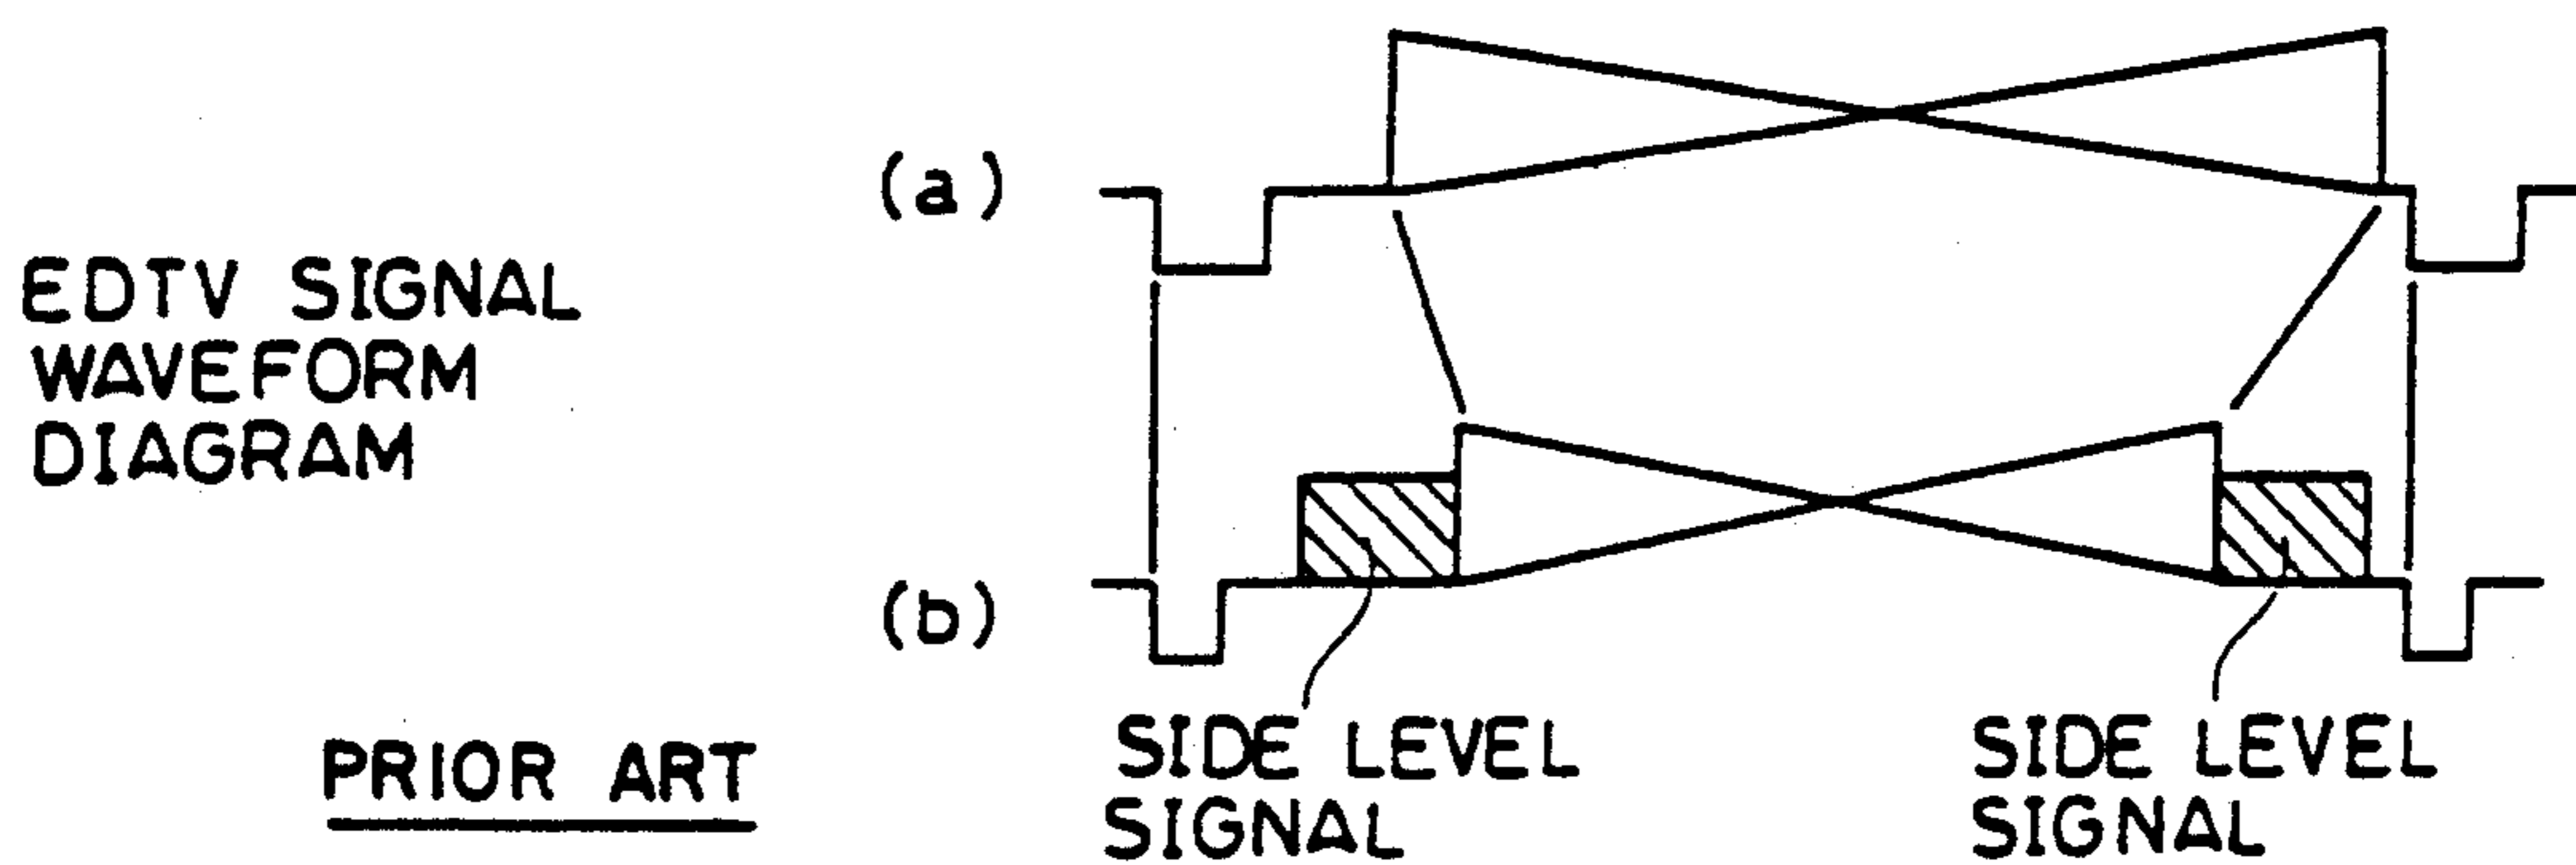 (a)
EDTV SIGNAL
WAVEFORM
DIAGRAM
(b)
SIDE LEVEL
SIGNAL
SIDE LEVEL
SIGNAL
PRIOR ART